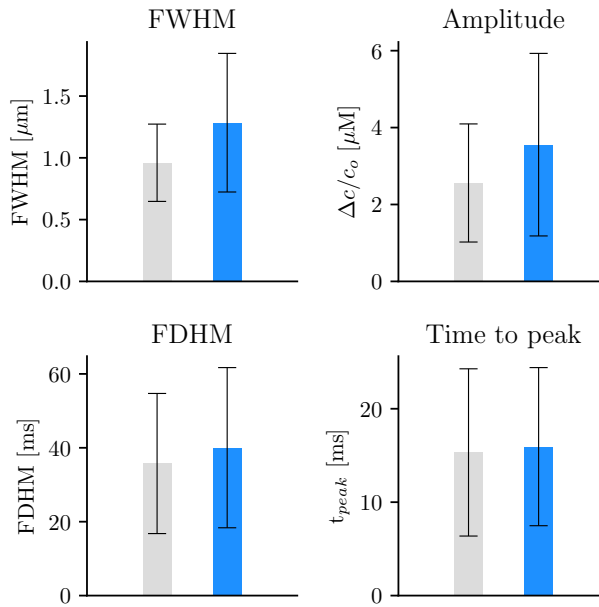 FWHM
FWHM [μm]
1.5
1.0
0.5
0.0
Amplitude
Δc/c_o [μM]
6
4
2
0
FDHM
FDHM [ms]
60
40
20
0
Time to peak
t_peak [ms]
20
10
0